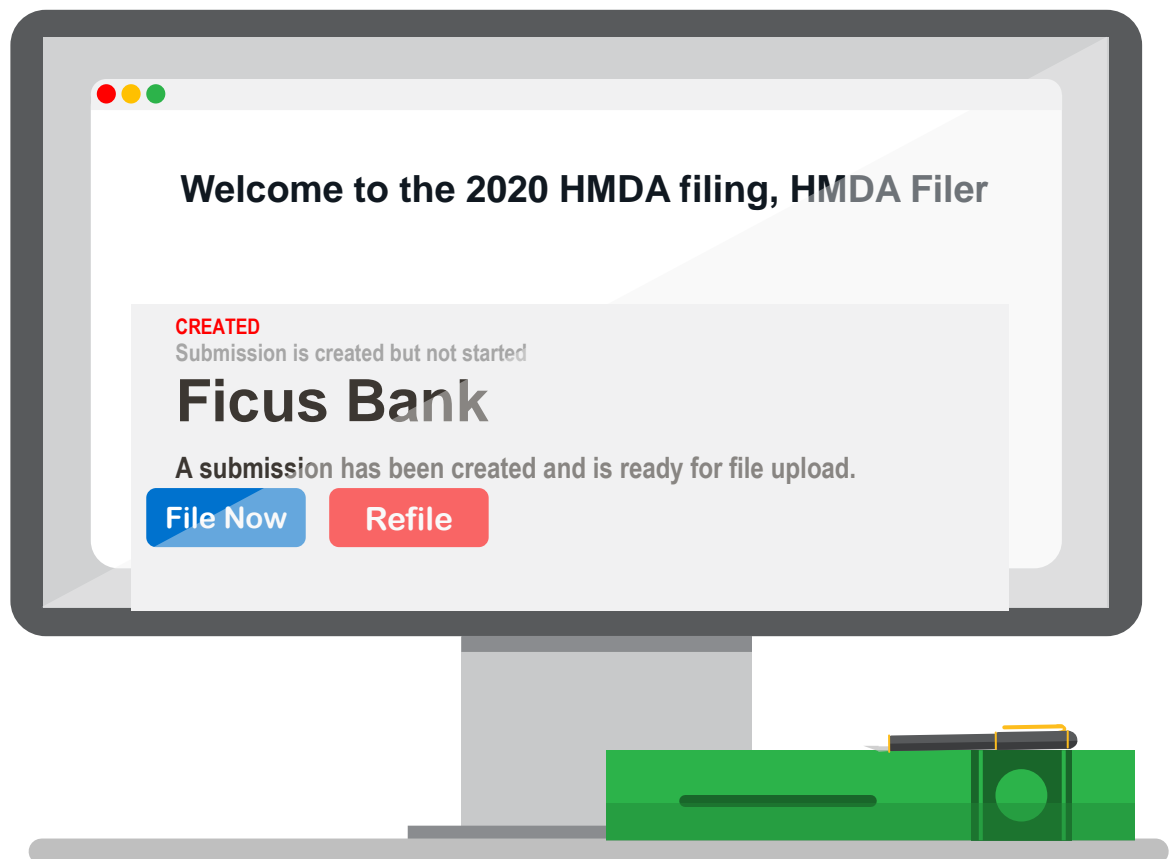 Welcome to the 2020 HMDA filing, HMDA Filer
CREATED
Submission is created but not started
Ficus Bank
A submission has been created and is ready for file upload.
File Now
Refile